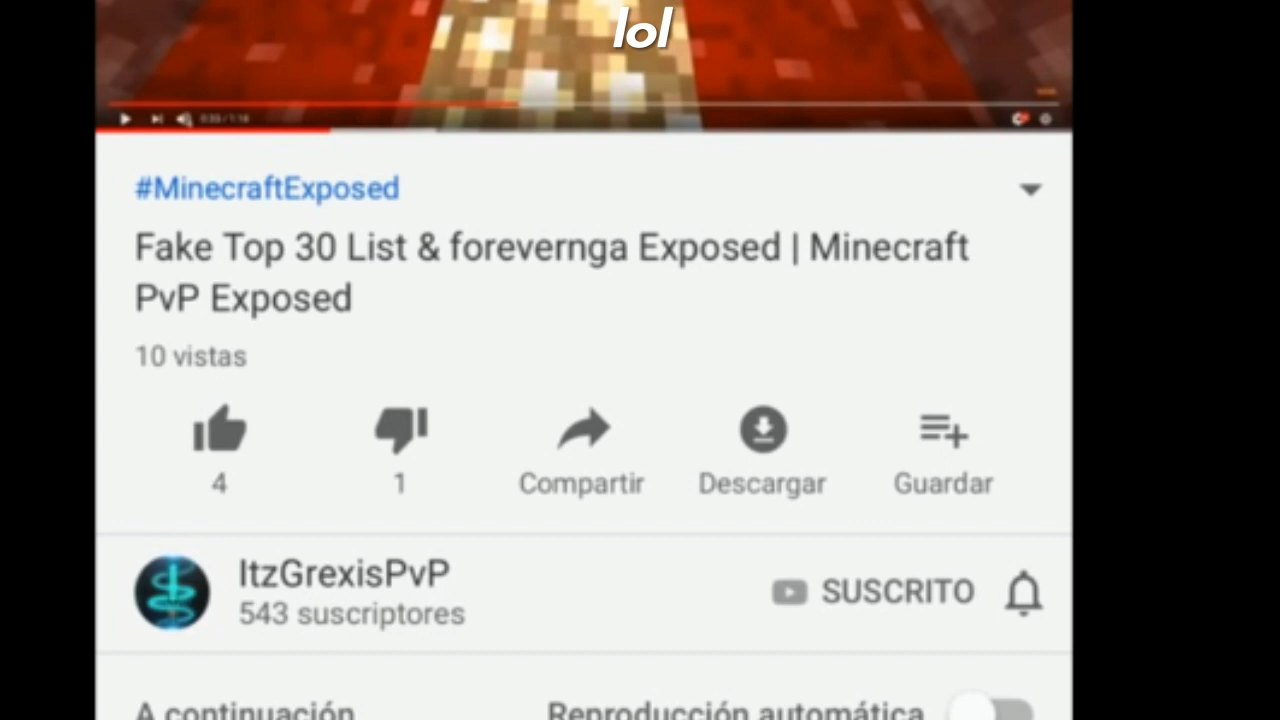 lol
#MinecraftExposed
Fake Top 30 List & forevernga Exposed | Minecraft
PvP Exposed
10 vistas
4
1
Compartir
Descargar
Guardar
ItzGrexisPvP
SUSCRITO
543 suscriptores
A continuación
Reproducción automática